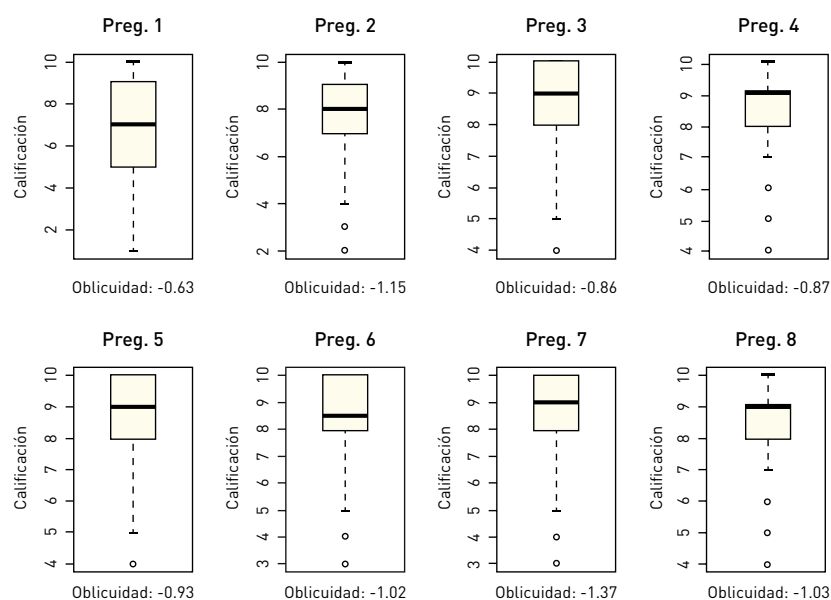 Preg. 1
Calificación
10
8
6
4
2
Oblicuidad: -0.63
Preg. 2
Calificación
10
8
6
4
2
Oblicuidad: -1.15
Preg. 3
Calificación
10
9
8
7
6
5
4
Oblicuidad: -0.86
Preg. 4
Calificación
10
9
8
7
6
5
4
Oblicuidad: -0.87
Preg. 5
Calificación
10
9
8
7
6
5
4
Oblicuidad: -0.93
Preg. 6
Calificación
10
9
8
7
6
5
4
3
Oblicuidad: -1.02
Preg. 7
Calificación
10
9
8
7
6
5
4
3
Oblicuidad: -1.37
Preg. 8
Calificación
10
9
8
7
6
5
4
Oblicuidad: -1.03